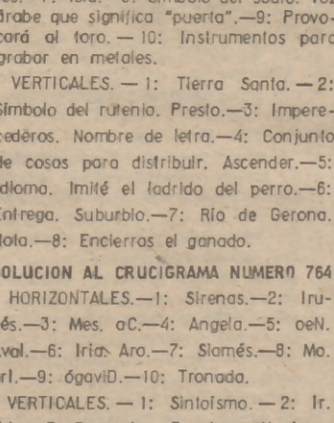 árabe que significa "puerta".—9: Provo-
cará al toro. — 10: Instrumentos para
grabar en metales.
VERTICALES. — 1: Tierra Santa. — 2:
Símbolo del rutenio. Presto.—3: Impere-
cederos. Nombre de letra.—4: Conjunto
de cosas para distribuir. Ascender.—5:
Idioma. Imité el ladrido del perro.—6:
Entrega. Suburbio.—7: Río de Gerona.
Nota.—8: Encierras el ganado.
SOLUCION AL CRUCIGRAMA NUMERO 764
HORIZONTALES.—1: Sirenas.—2: Iru-
és.—3: Mes. aC.—4: Angela.—5: oeN.
Aval.—6: Iria. Aro.—7: Siamés.—8: Mo.
rI.—9: ógaviD.—10: Tronada.
VERTICALES. — 1: Sintoísmo. — 2: Ir.